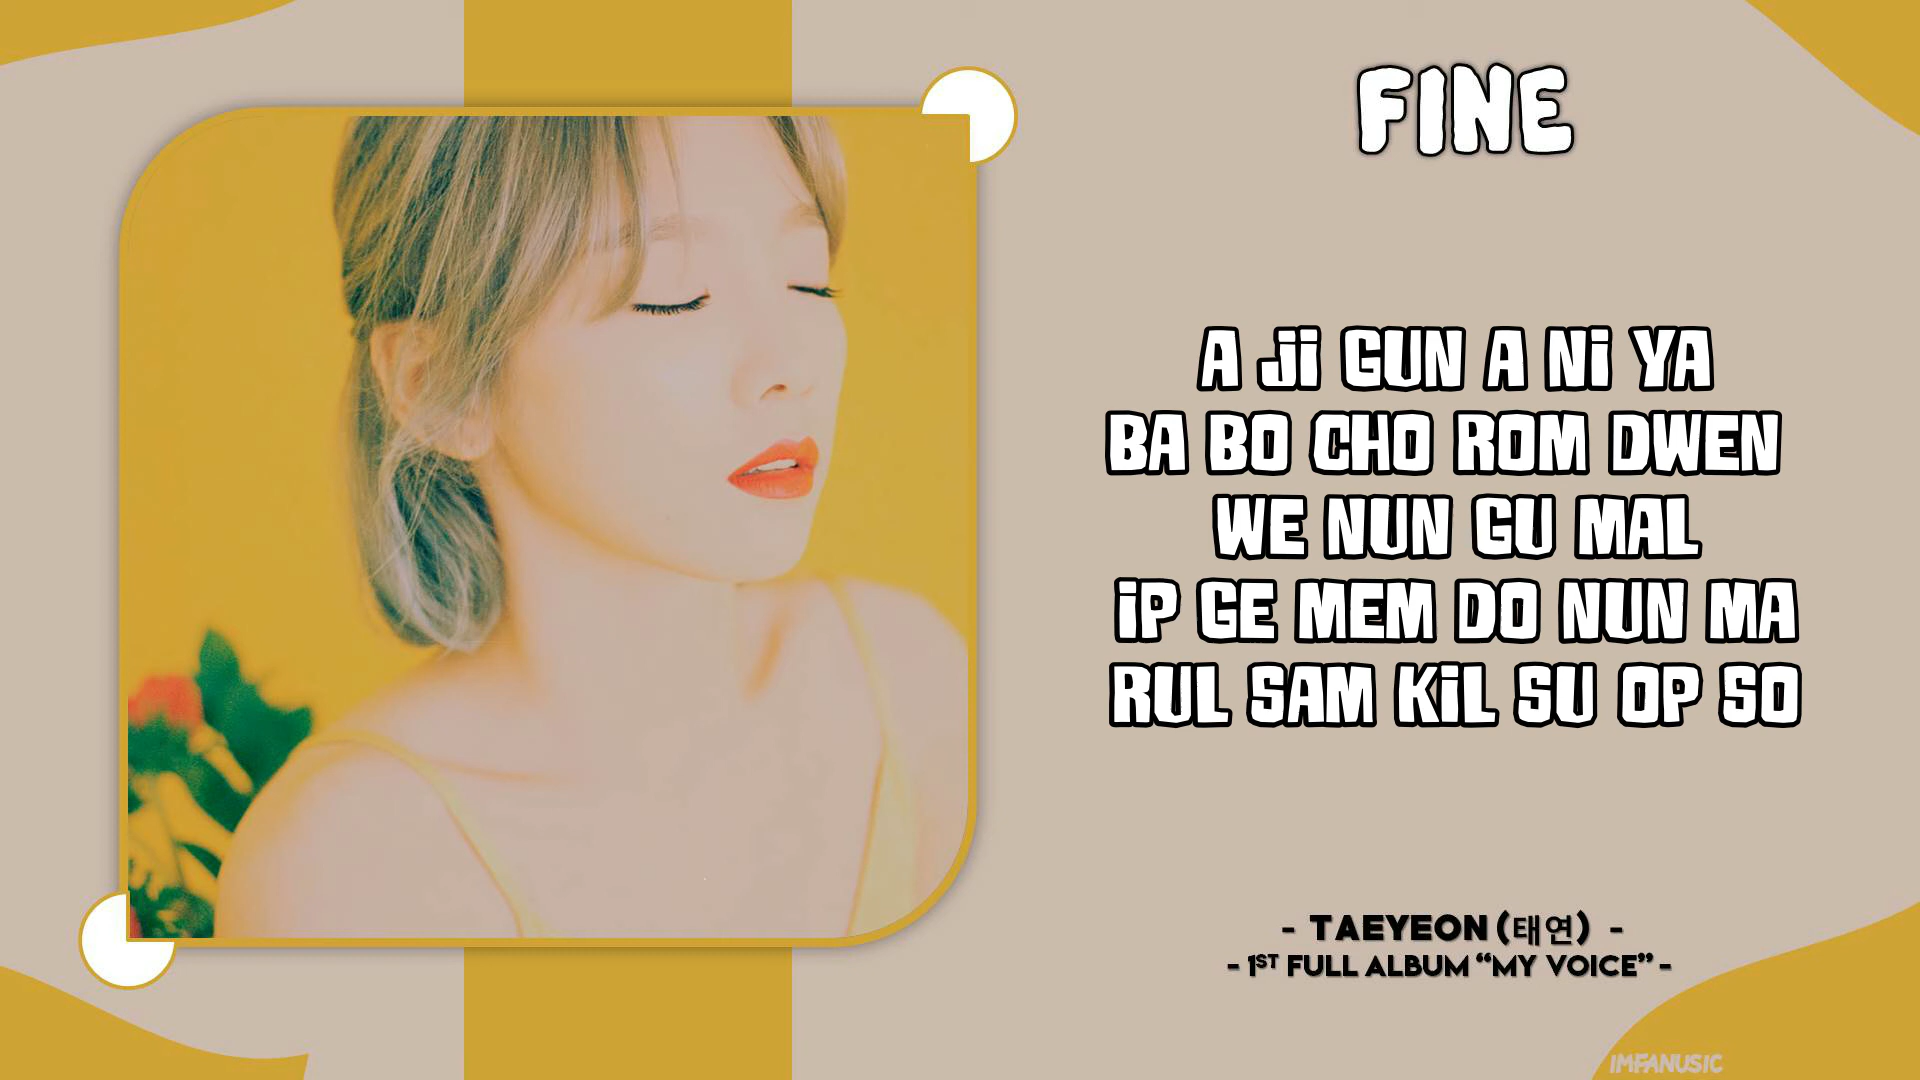 FINE
A Ji GUN A Ni YA
BA BO CHO ROM DWEN
WE NUN GU MAL
iP GE MEM DO NUN MA
RUL SAM KiL SU OP SO
- TAEYEON (태연) -
- 1ST FULL ALBUM “MY VOICE” -
IMFANUSIC